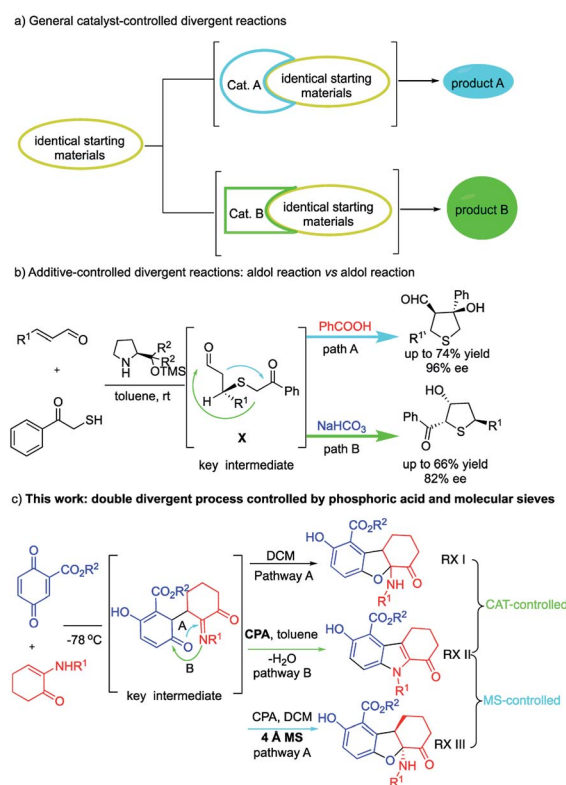 a) General catalyst-controlled divergent reactions
identical starting
materials
Cat. A
identical starting
materials
product A
Cat. B
identical starting
materials
product B
b) Additive-controlled divergent reactions: aldol reaction vs aldol reaction
R¹
O
+
O
SH
N
H
R²
R²
OTMS
toluene, rt
O
S
O
Ph
H
R¹
X
key intermediate
PhCOOH
path A
NaHCO₃
path B
OHC
Ph
OH
R¹
S
up to 74% yield
96% ee
HO
Ph
O
S
R¹
up to 66% yield
82% ee
c) This work: double divergent process controlled by phosphoric acid and molecular sieves
O
CO₂R²
O
+
NHR¹
O
-78 °C
CO₂R²
HO
O
A
O
NR¹
B
key intermediate
DCM
Pathway A
CPA, toluene
-H₂O
pathway B
CPA, DCM
4 Å MS
pathway A
CO₂R²
HO
O
NH
R¹
O
RX I
CO₂R²
HO
N
R¹
O
RX II
CO₂R²
HO
O
NH
R¹
O
RX III
CAT-controlled
MS-controlled